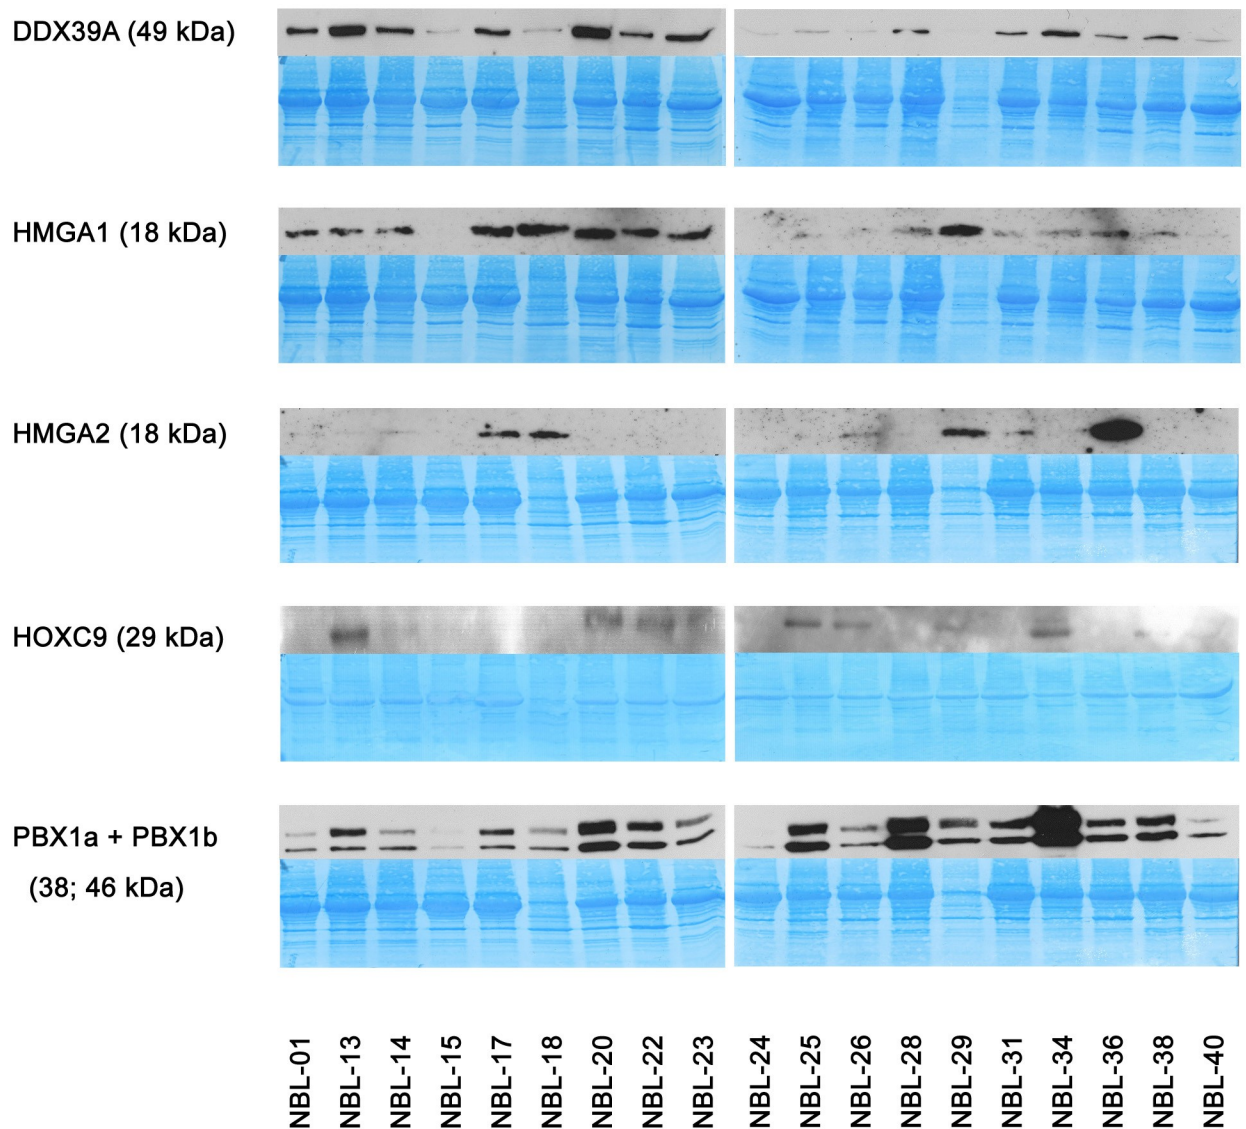 DDX39A (49 kDa)
HMGA1 (18 kDa)
HMGA2 (18 kDa)
HOXC9 (29 kDa)
PBX1a + PBX1b
(38; 46 kDa)
NBL-01
NBL-13
NBL-14
NBL-15
NBL-17
NBL-18
NBL-20
NBL-22
NBL-23
NBL-24
NBL-25
NBL-26
NBL-28
NBL-29
NBL-31
NBL-34
NBL-36
NBL-38
NBL-40